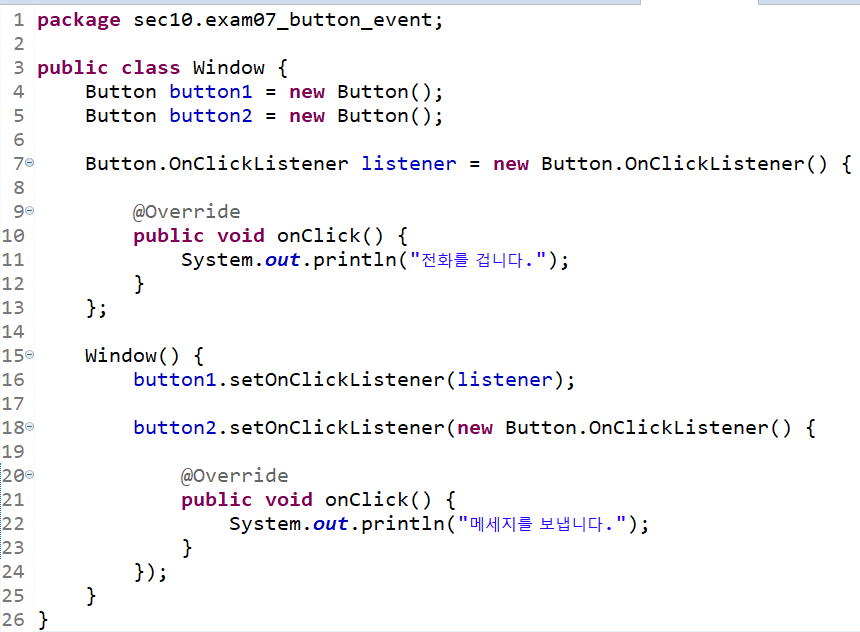 1 package sec10.exam07_button_event;
2
3 public class Window {
4     Button button1 = new Button();
5     Button button2 = new Button();
6
7     Button.OnClickListener listener = new Button.OnClickListener() {
8
9         @Override
10         public void onClick() {
11             System.out.println("전화를 겁니다.");
12         }
13     };
14
15     Window() {
16         button1.setOnClickListener(listener);
17
18         button2.setOnClickListener(new Button.OnClickListener() {
19
20             @Override
21             public void onClick() {
22                 System.out.println("메세지를 보냅니다.");
23             }
24         });
25     }
26 }